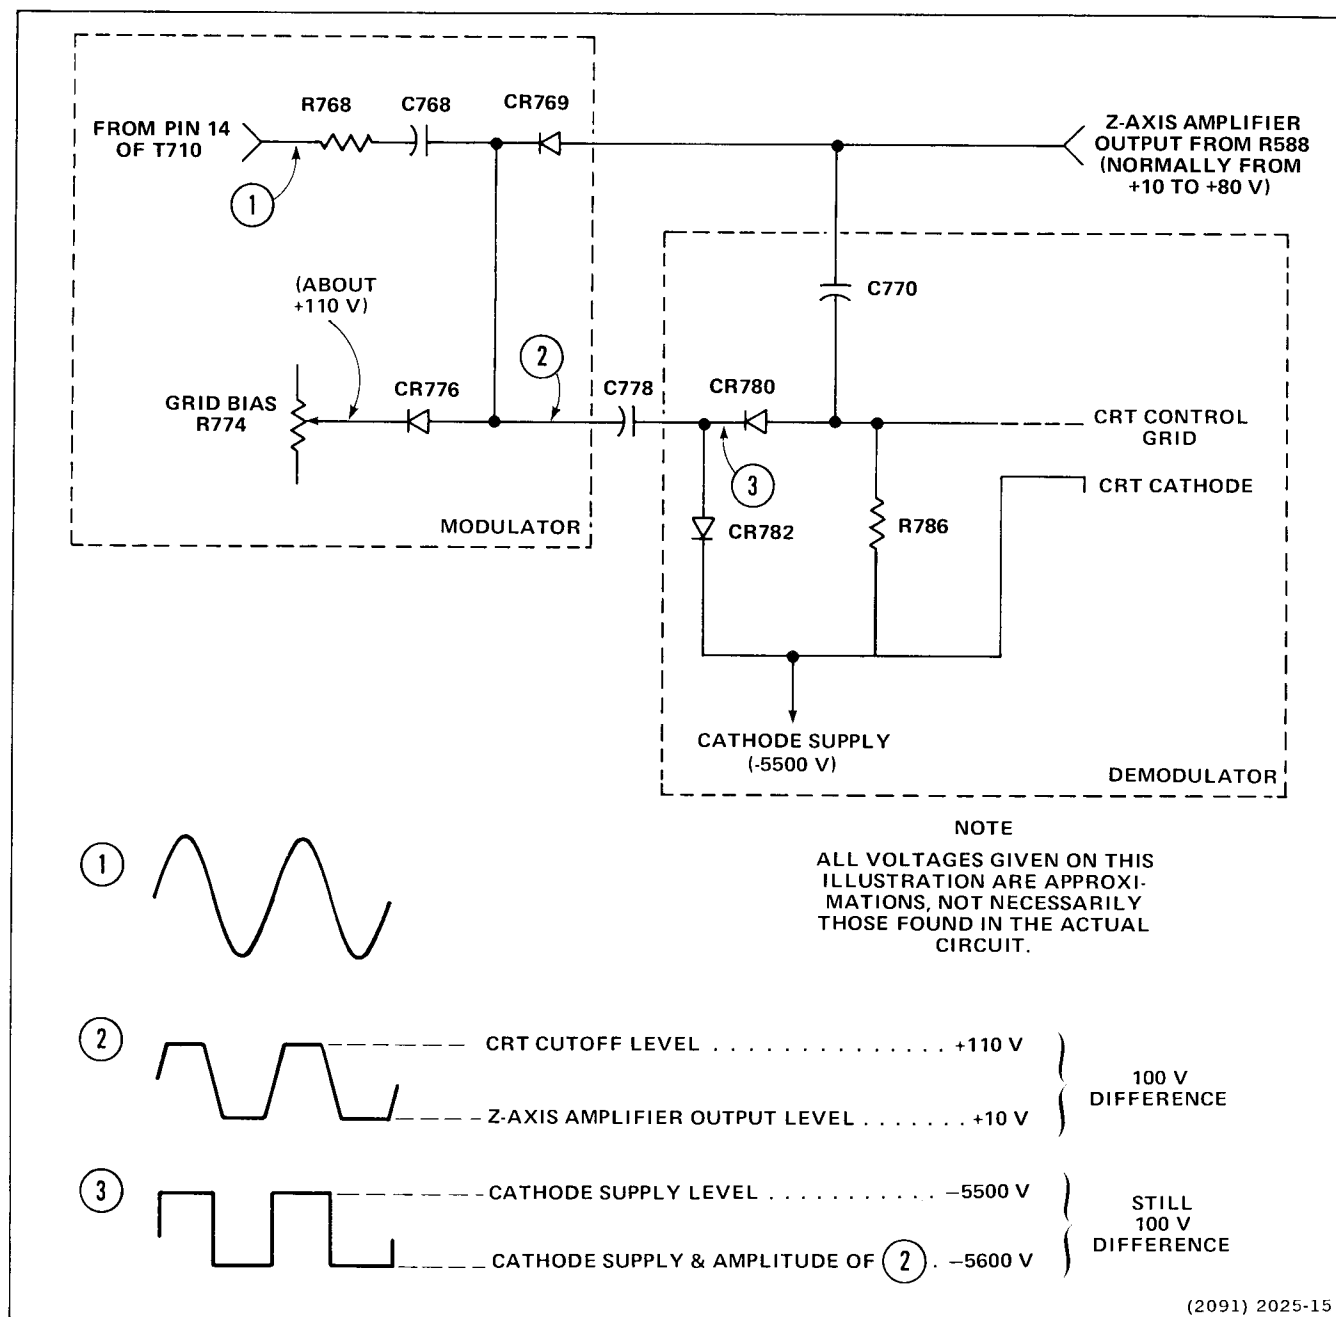 R768
C768
CR769
FROM PIN 14
OF T710
Z-AXIS AMPLIFIER
OUTPUT FROM R588
(NORMALLY FROM
+10 TO +80 V)
1
(ABOUT
+110 V)
C770
2
GRID BIAS
R774
CR776
C778
CR780
CRT CONTROL
GRID
3
CRT CATHODE
MODULATOR
CR782
R786
CATHODE SUPPLY
(-5500 V)
DEMODULATOR
NOTE
ALL VOLTAGES GIVEN ON THIS
ILLUSTRATION ARE APPROXI-
MATIONS, NOT NECESSARILY
THOSE FOUND IN THE ACTUAL
CIRCUIT.
1
2
CRT CUTOFF LEVEL . . . . . . . . . . . . . . +110 V
Z-AXIS AMPLIFIER OUTPUT LEVEL . . . . . . . +10 V
100 V
DIFFERENCE
3
CATHODE SUPPLY LEVEL . . . . . . . . . . . -5500 V
CATHODE SUPPLY & AMPLITUDE OF 2 . -5600 V
STILL
100 V
DIFFERENCE
(2091) 2025-15